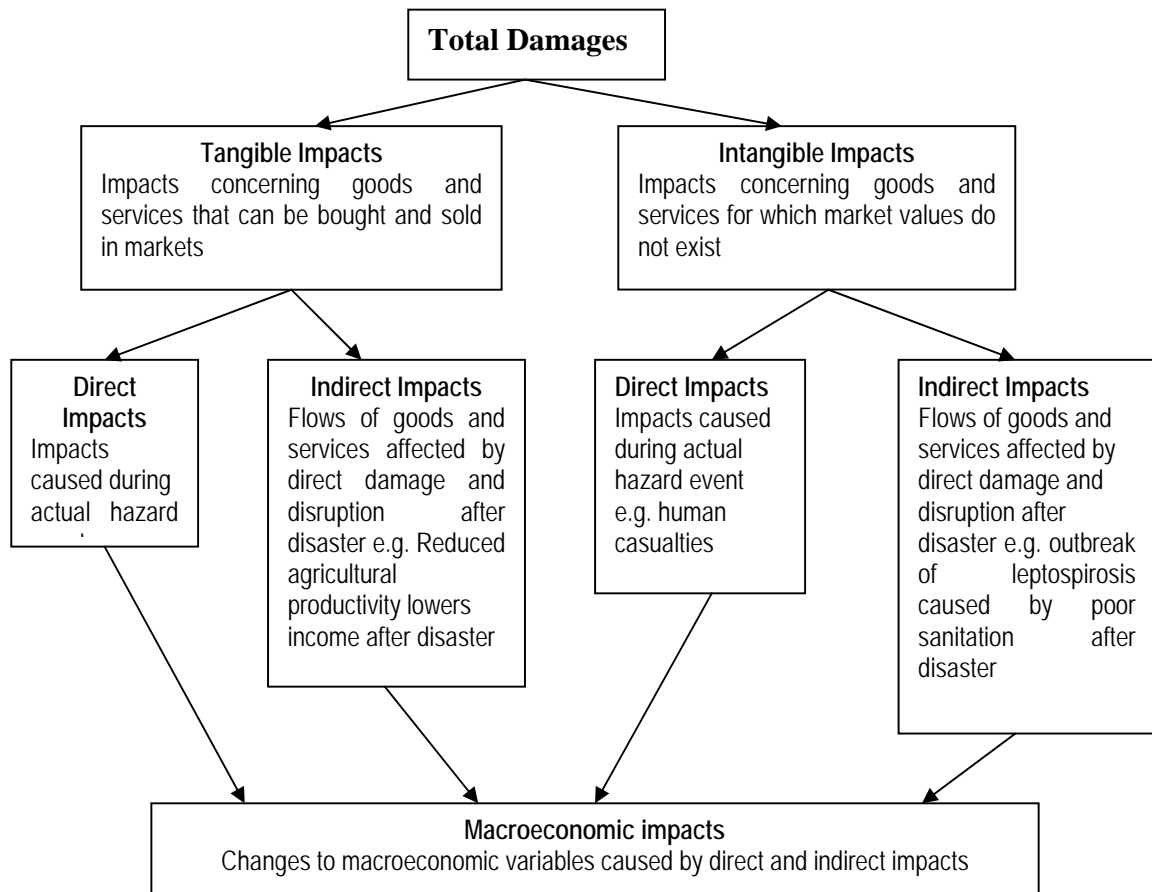 Total Damages
Tangible Impacts
Impacts concerning goods and
services that can be bought and sold
in markets
Intangible Impacts
Impacts concerning goods and
services for which market values do
not exist
Direct
Impacts
Impacts
caused during
actual hazard
Indirect Impacts
Flows of goods and
services affected by
direct damage and
disruption after
disaster e.g. Reduced
agricultural
productivity lowers
income after disaster
Direct Impacts
Impacts caused
during actual
hazard event
e.g. human
casualties
Indirect Impacts
Flows of goods and
services affected by
direct damage and
disruption after
disaster e.g. outbreak
of leptospirosis
caused by poor
sanitation after
disaster
Macroeconomic impacts
Changes to macroeconomic variables caused by direct and indirect impacts